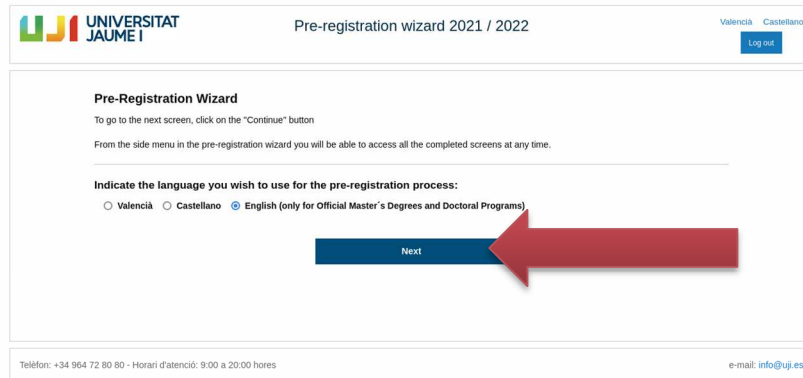 UNIVERSITAT
JAUME I
Pre-registration wizard 2021 / 2022
Valencià Castellano
Log out
Pre-Registration Wizard
To go to the next screen, click on the "Continue" button
From the side menu in the pre-registration wizard you will be able to access all the completed screens at any time.
Indicate the language you wish to use for the pre-registration process:
Valencià Castellano English (only for Official Master´s Degrees and Doctoral Programs)
Next
Telèfon: +34 964 72 80 80 - Horari d'atenció: 9:00 a 20:00 hores
e-mail: info@uji.es